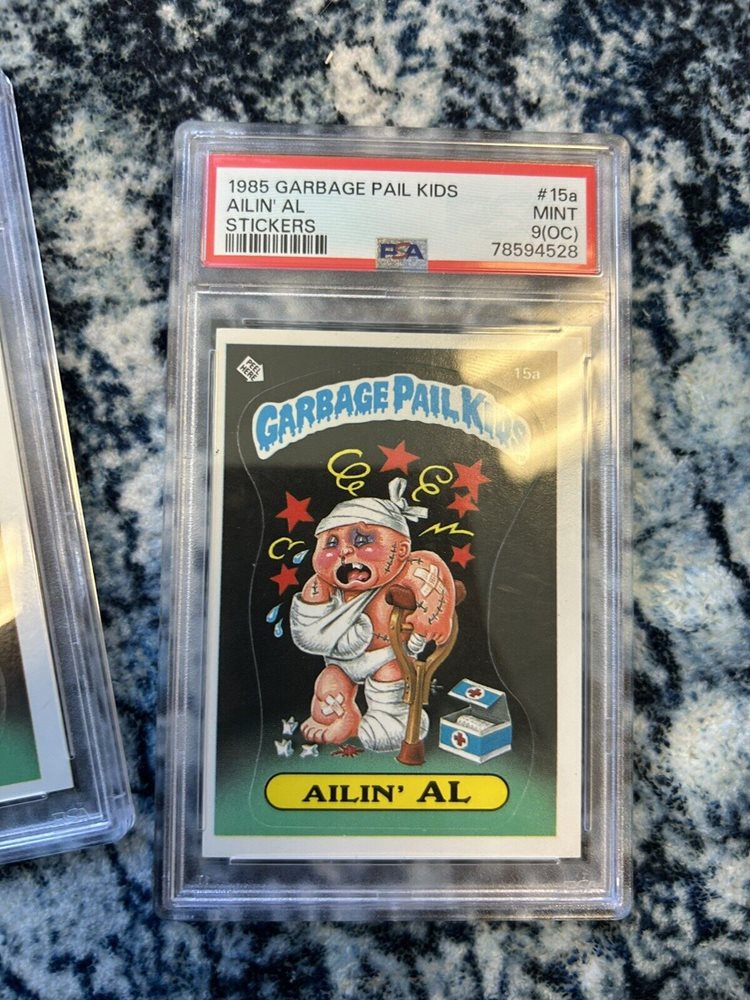 1985 GARBAGE PAIL KIDS #15a
AILIN' AL MINT
STICKERS 9(OC)
PSA 78594528
PEEL HERE
15a
GARBAGE PAIL KIDS
AILIN' AL